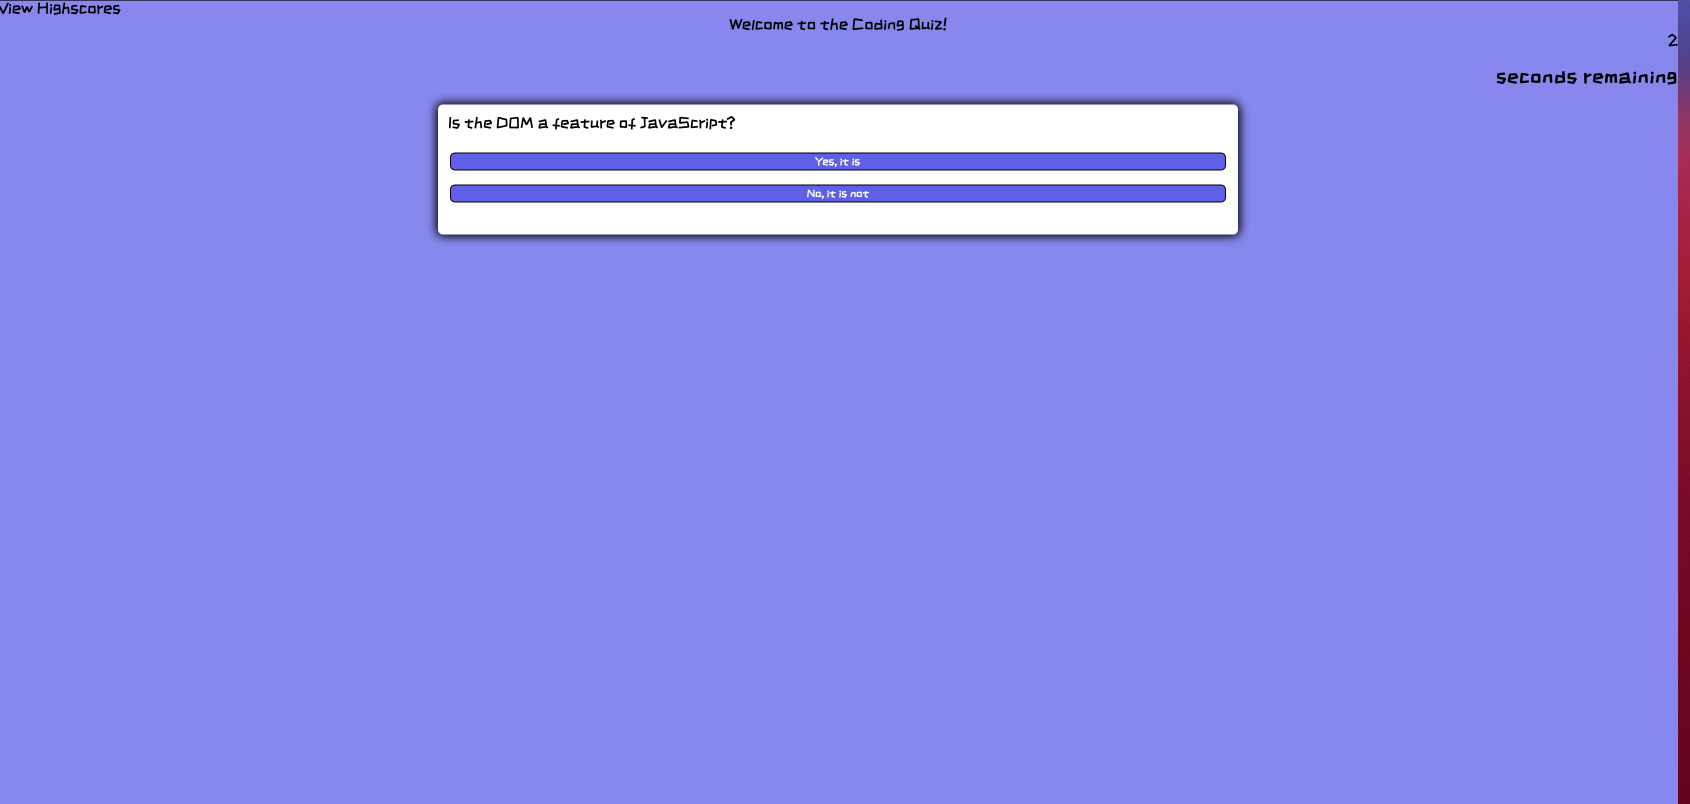 View Highscores
Welcome to the Coding Quiz!
2
seconds remaining
Is the DOM a feature of JavaScript?
Yes, it is
No, it is not